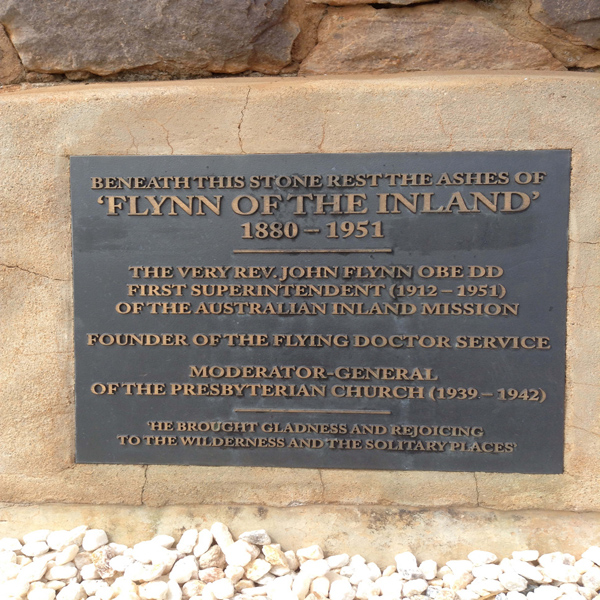 BENEATH THIS STONE REST THE ASHES OF
'FLYNN OF THE INLAND'
1880 – 1951
THE VERY REV. JOHN FLYNN OBE DD
FIRST SUPERINTENDENT (1912 – 1951)
OF THE AUSTRALIAN INLAND MISSION
FOUNDER OF THE FLYING DOCTOR SERVICE
MODERATOR-GENERAL
OF THE PRESBYTERIAN CHURCH (1939 – 1942)
'HE BROUGHT GLADNESS AND REJOICING
TO THE WILDERNESS AND THE SOLITARY PLACES'